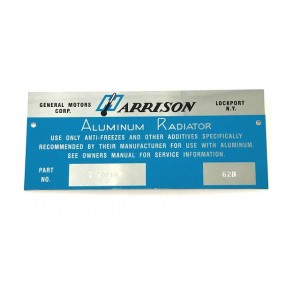 GENERAL MOTORS CORP.
HARRISON
LOCKPORT N.Y.
ALUMINUM RADIATOR
USE ONLY ANTI-FREEZES AND OTHER ADDITIVES SPECIFICALLY
RECOMMENDED BY THEIR MANUFACTURER FOR USE WITH ALUMINUM.
SEE OWNERS MANUAL FOR SERVICE INFORMATION.
PART NO.